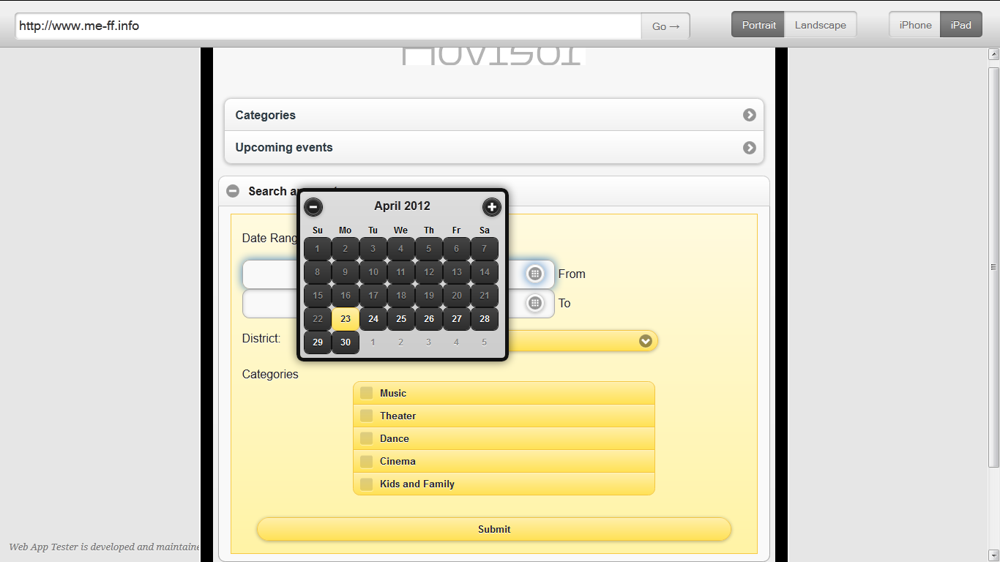 http://www.me-ff.info
Go →
Portrait
Landscape
iPhone
iPad
Categories
Upcoming events
Search
April 2012
Su Mo Tu We Th Fr Sa
1 2 3 4 5 6 7
8 9 10 11 12 13 14
15 16 17 18 19 20 21
22 23 24 25 26 27 28
29 30 1 2 3 4 5
Date Rang
From
To
District:
Categories
Music
Theater
Dance
Cinema
Kids and Family
Submit
Web App Tester is developed and maintaine